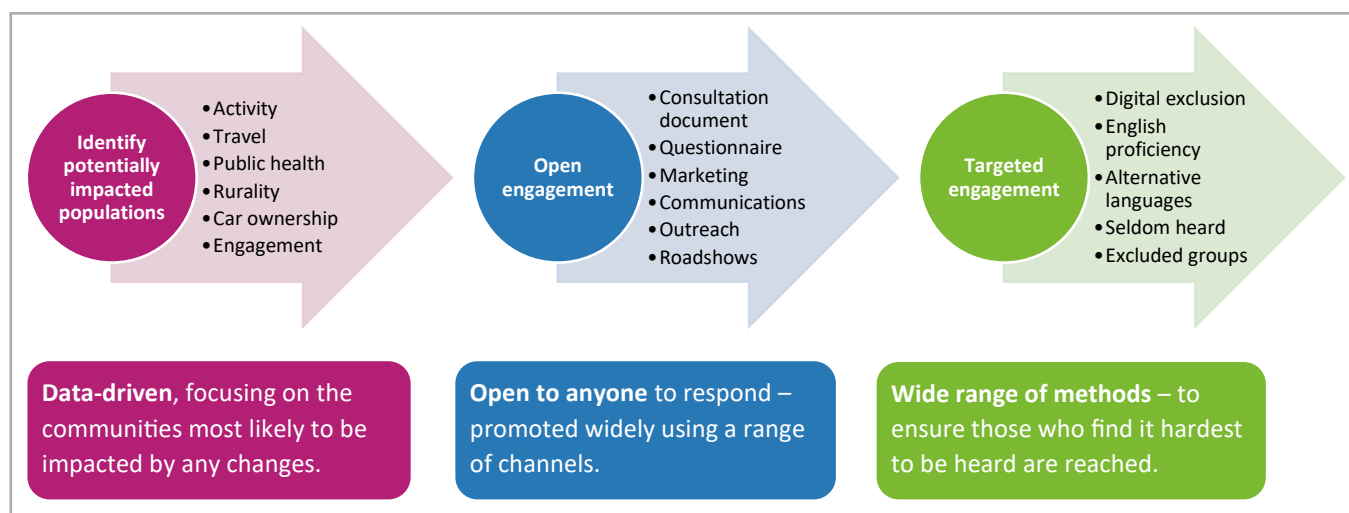 Identify
potentially
impacted
populations
•Activity
•Travel
•Public health
•Rurality
•Car ownership
•Engagement
Open
engagement
•Consultation
document
•Questionnaire
•Marketing
•Communications
•Outreach
•Roadshows
Targeted
engagement
•Digital exclusion
•English
proficiency
•Alternative
languages
•Seldom heard
•Excluded groups
Data-driven, focusing on the
communities most likely to be
impacted by any changes.
Open to anyone to respond –
promoted widely using a range
of channels.
Wide range of methods – to
ensure those who find it hardest
to be heard are reached.